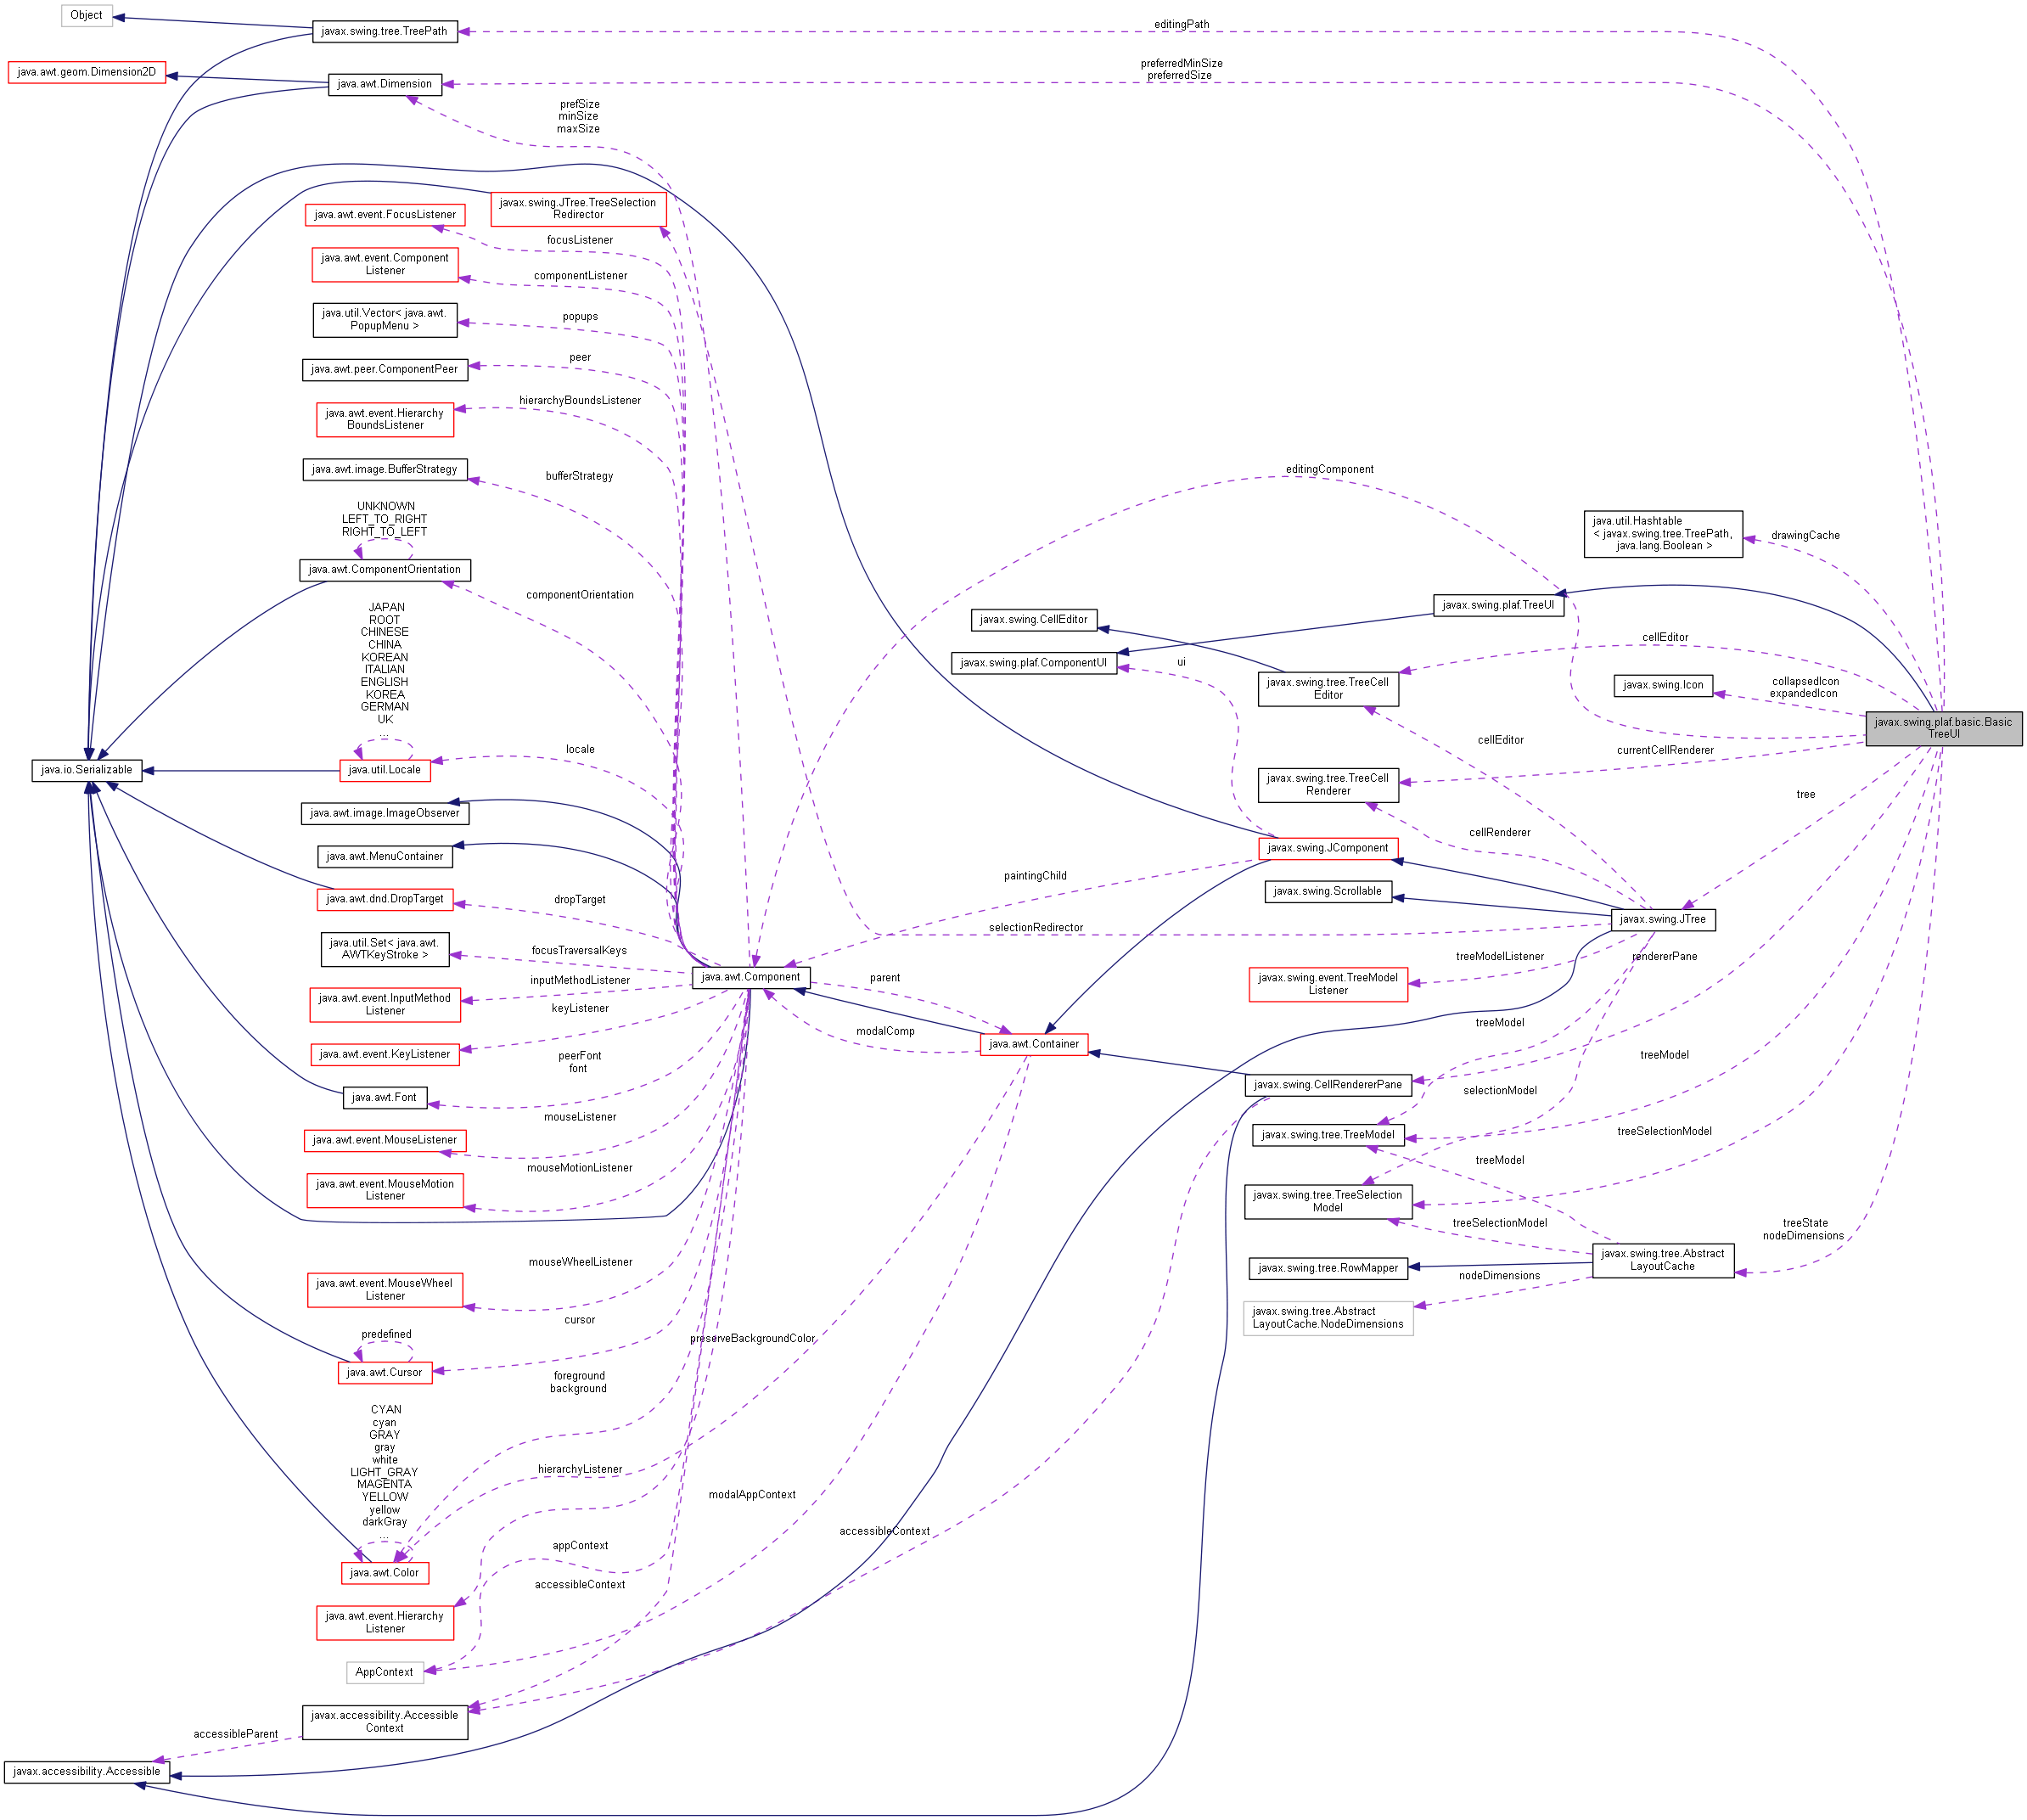 Object
javax.swing.tree.TreePath
editingPath
java.awt.geom.Dimension2D
java.awt.Dimension
preferredMinSize
preferredSize
prefSize
minSize
maxSize
javax.swing.JTree.TreeSelection
Redirector
java.awt.event.FocusListener
focusListener
java.awt.event.Component
Listener
componentListener
java.util.Vector< java.awt.
PopupMenu >
popups
java.awt.peer.ComponentPeer
peer
java.awt.event.Hierarchy
BoundsListener
hierarchyBoundsListener
java.awt.image.BufferStrategy
bufferStrategy
editingComponent
UNKNOWN
LEFT_TO_RIGHT
RIGHT_TO_LEFT
java.awt.ComponentOrientation
componentOrientation
java.util.Hashtable
< javax.swing.tree.TreePath,
java.lang.Boolean >
drawingCache
javax.swing.plaf.TreeUI
javax.swing.CellEditor
javax.swing.plaf.ComponentUI
ui
cellEditor
javax.swing.tree.TreeCell
Editor
javax.swing.Icon
collapsedIcon
expandedIcon
javax.swing.plaf.basic.Basic
TreeUI
JAPAN
ROOT
CHINESE
CHINA
KOREAN
ITALIAN
ENGLISH
KOREA
GERMAN
UK
...
java.util.Locale
locale
java.io.Serializable
cellEditor
currentCellRenderer
javax.swing.tree.TreeCell
Renderer
tree
java.awt.image.ImageObserver
java.awt.MenuContainer
cellRenderer
javax.swing.JComponent
paintingChild
javax.swing.Scrollable
javax.swing.JTree
java.awt.dnd.DropTarget
dropTarget
selectionRedirector
java.util.Set< java.awt.
AWTKeyStroke >
focusTraversalKeys
java.awt.Component
parent
treeModelListener
rendererPane
javax.swing.event.TreeModel
Listener
java.awt.event.InputMethod
Listener
inputMethodListener
keyListener
modalComp
java.awt.Container
treeModel
java.awt.event.KeyListener
peerFont
font
treeModel
javax.swing.CellRendererPane
selectionModel
java.awt.Font
mouseListener
java.awt.event.MouseListener
javax.swing.tree.TreeModel
treeSelectionModel
mouseMotionListener
java.awt.event.MouseMotion
Listener
treeModel
javax.swing.tree.TreeSelection
Model
treeSelectionModel
treeState
nodeDimensions
javax.swing.tree.Abstract
LayoutCache
javax.swing.tree.RowMapper
nodeDimensions
javax.swing.tree.Abstract
LayoutCache.NodeDimensions
mouseWheelListener
java.awt.event.MouseWheel
Listener
cursor
predefined
java.awt.Cursor
preserveBackgroundColor
foreground
background
CYAN
cyan
GRAY
gray
white
LIGHT_GRAY
MAGENTA
YELLOW
yellow
darkGray
...
java.awt.Color
hierarchyListener
modalAppContext
accessibleContext
appContext
accessibleContext
java.awt.event.Hierarchy
Listener
AppContext
javax.accessibility.Accessible
Context
accessibleParent
javax.accessibility.Accessible